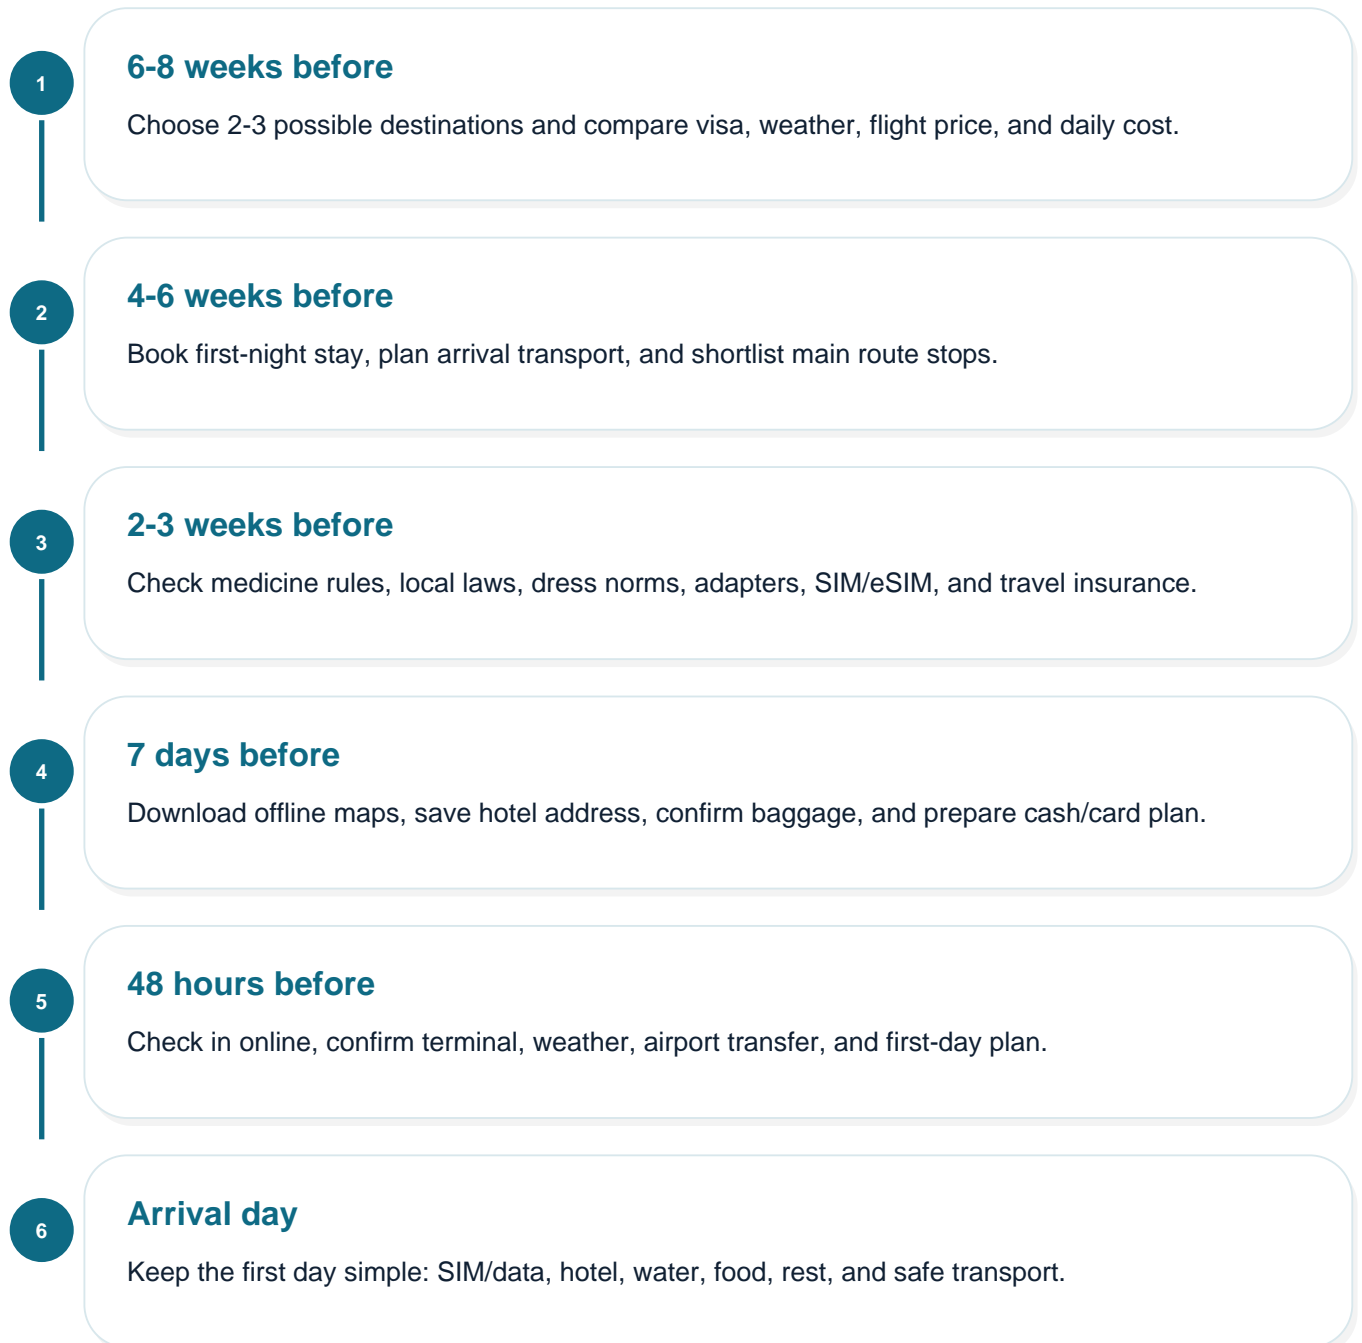 1
6-8 weeks before
Choose 2-3 possible destinations and compare visa, weather, flight price, and daily cost.
2
4-6 weeks before
Book first-night stay, plan arrival transport, and shortlist main route stops.
3
2-3 weeks before
Check medicine rules, local laws, dress norms, adapters, SIM/eSIM, and travel insurance.
4
7 days before
Download offline maps, save hotel address, confirm baggage, and prepare cash/card plan.
5
48 hours before
Check in online, confirm terminal, weather, airport transfer, and first-day plan.
6
Arrival day
Keep the first day simple: SIM/data, hotel, water, food, rest, and safe transport.